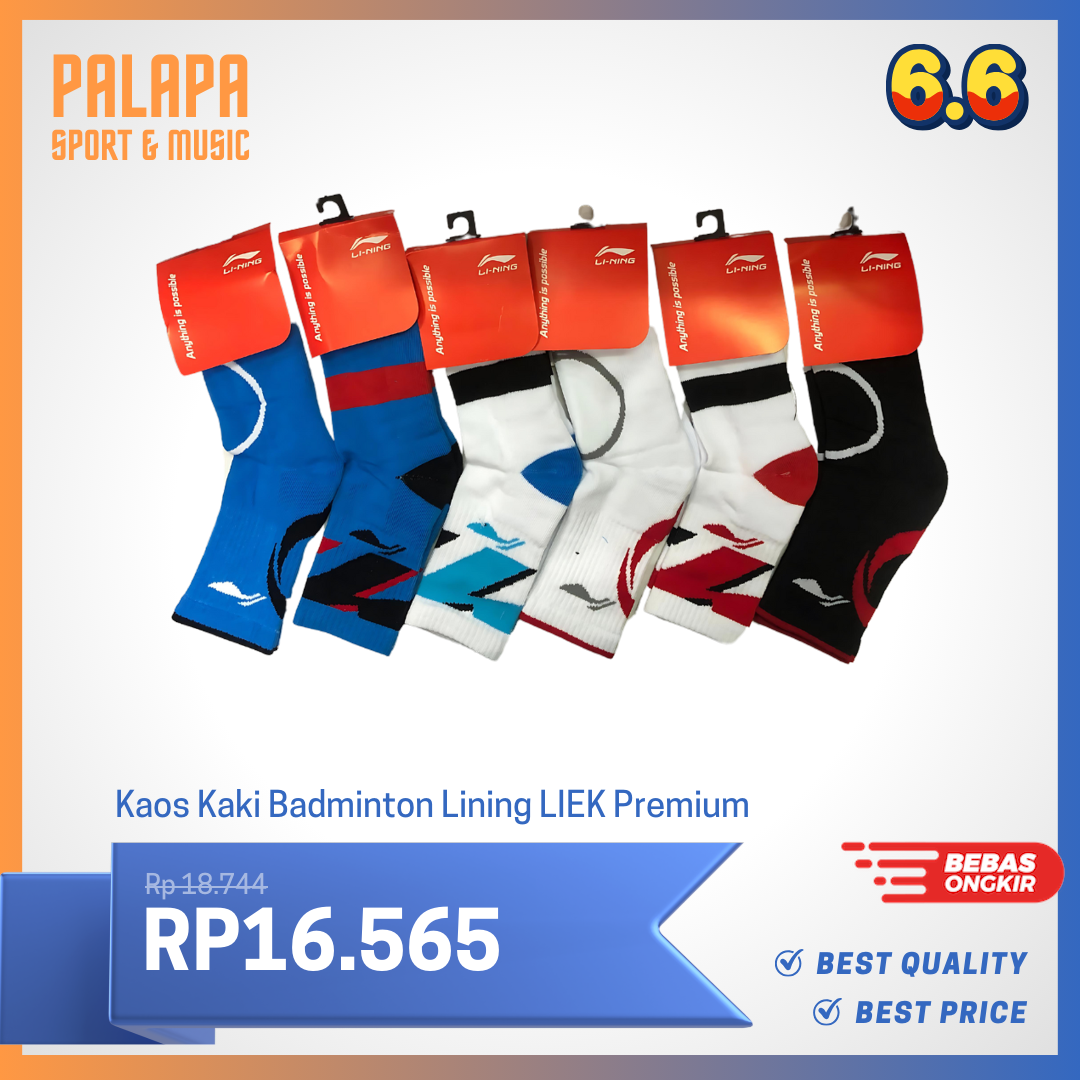 PALAPA
SPORT & MUSIC
6.6
LI-NING
Anything is possible
LI-NING
Anything is possible
LI-NING
Anything is possible
LI-NING
Anything is possible
LI-NING
Anything is possible
LI-NING
Anything is possible
Kaos Kaki Badminton Lining LIEK Premium
Rp 18.744
RP16.565
BEBAS
ONGKIR
BEST QUALITY
BEST PRICE